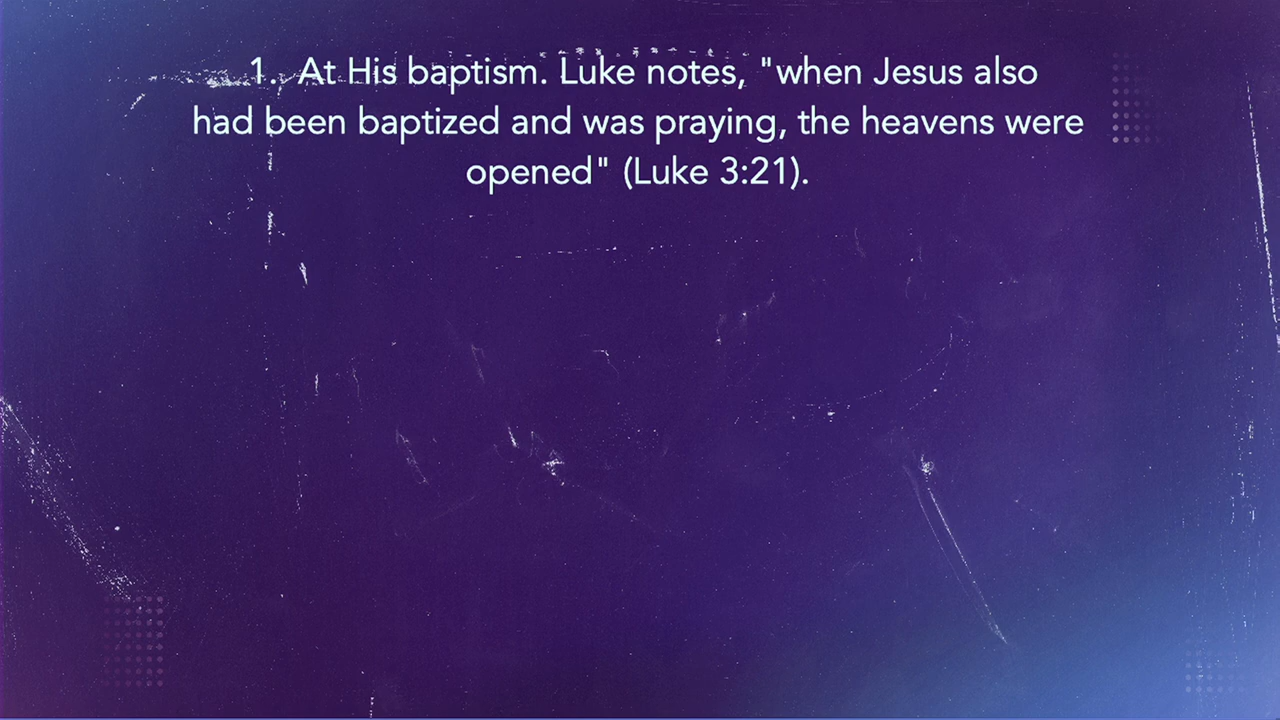 1.  At His baptism. Luke notes, "when Jesus also
had been baptized and was praying, the heavens were
opened" (Luke 3:21).